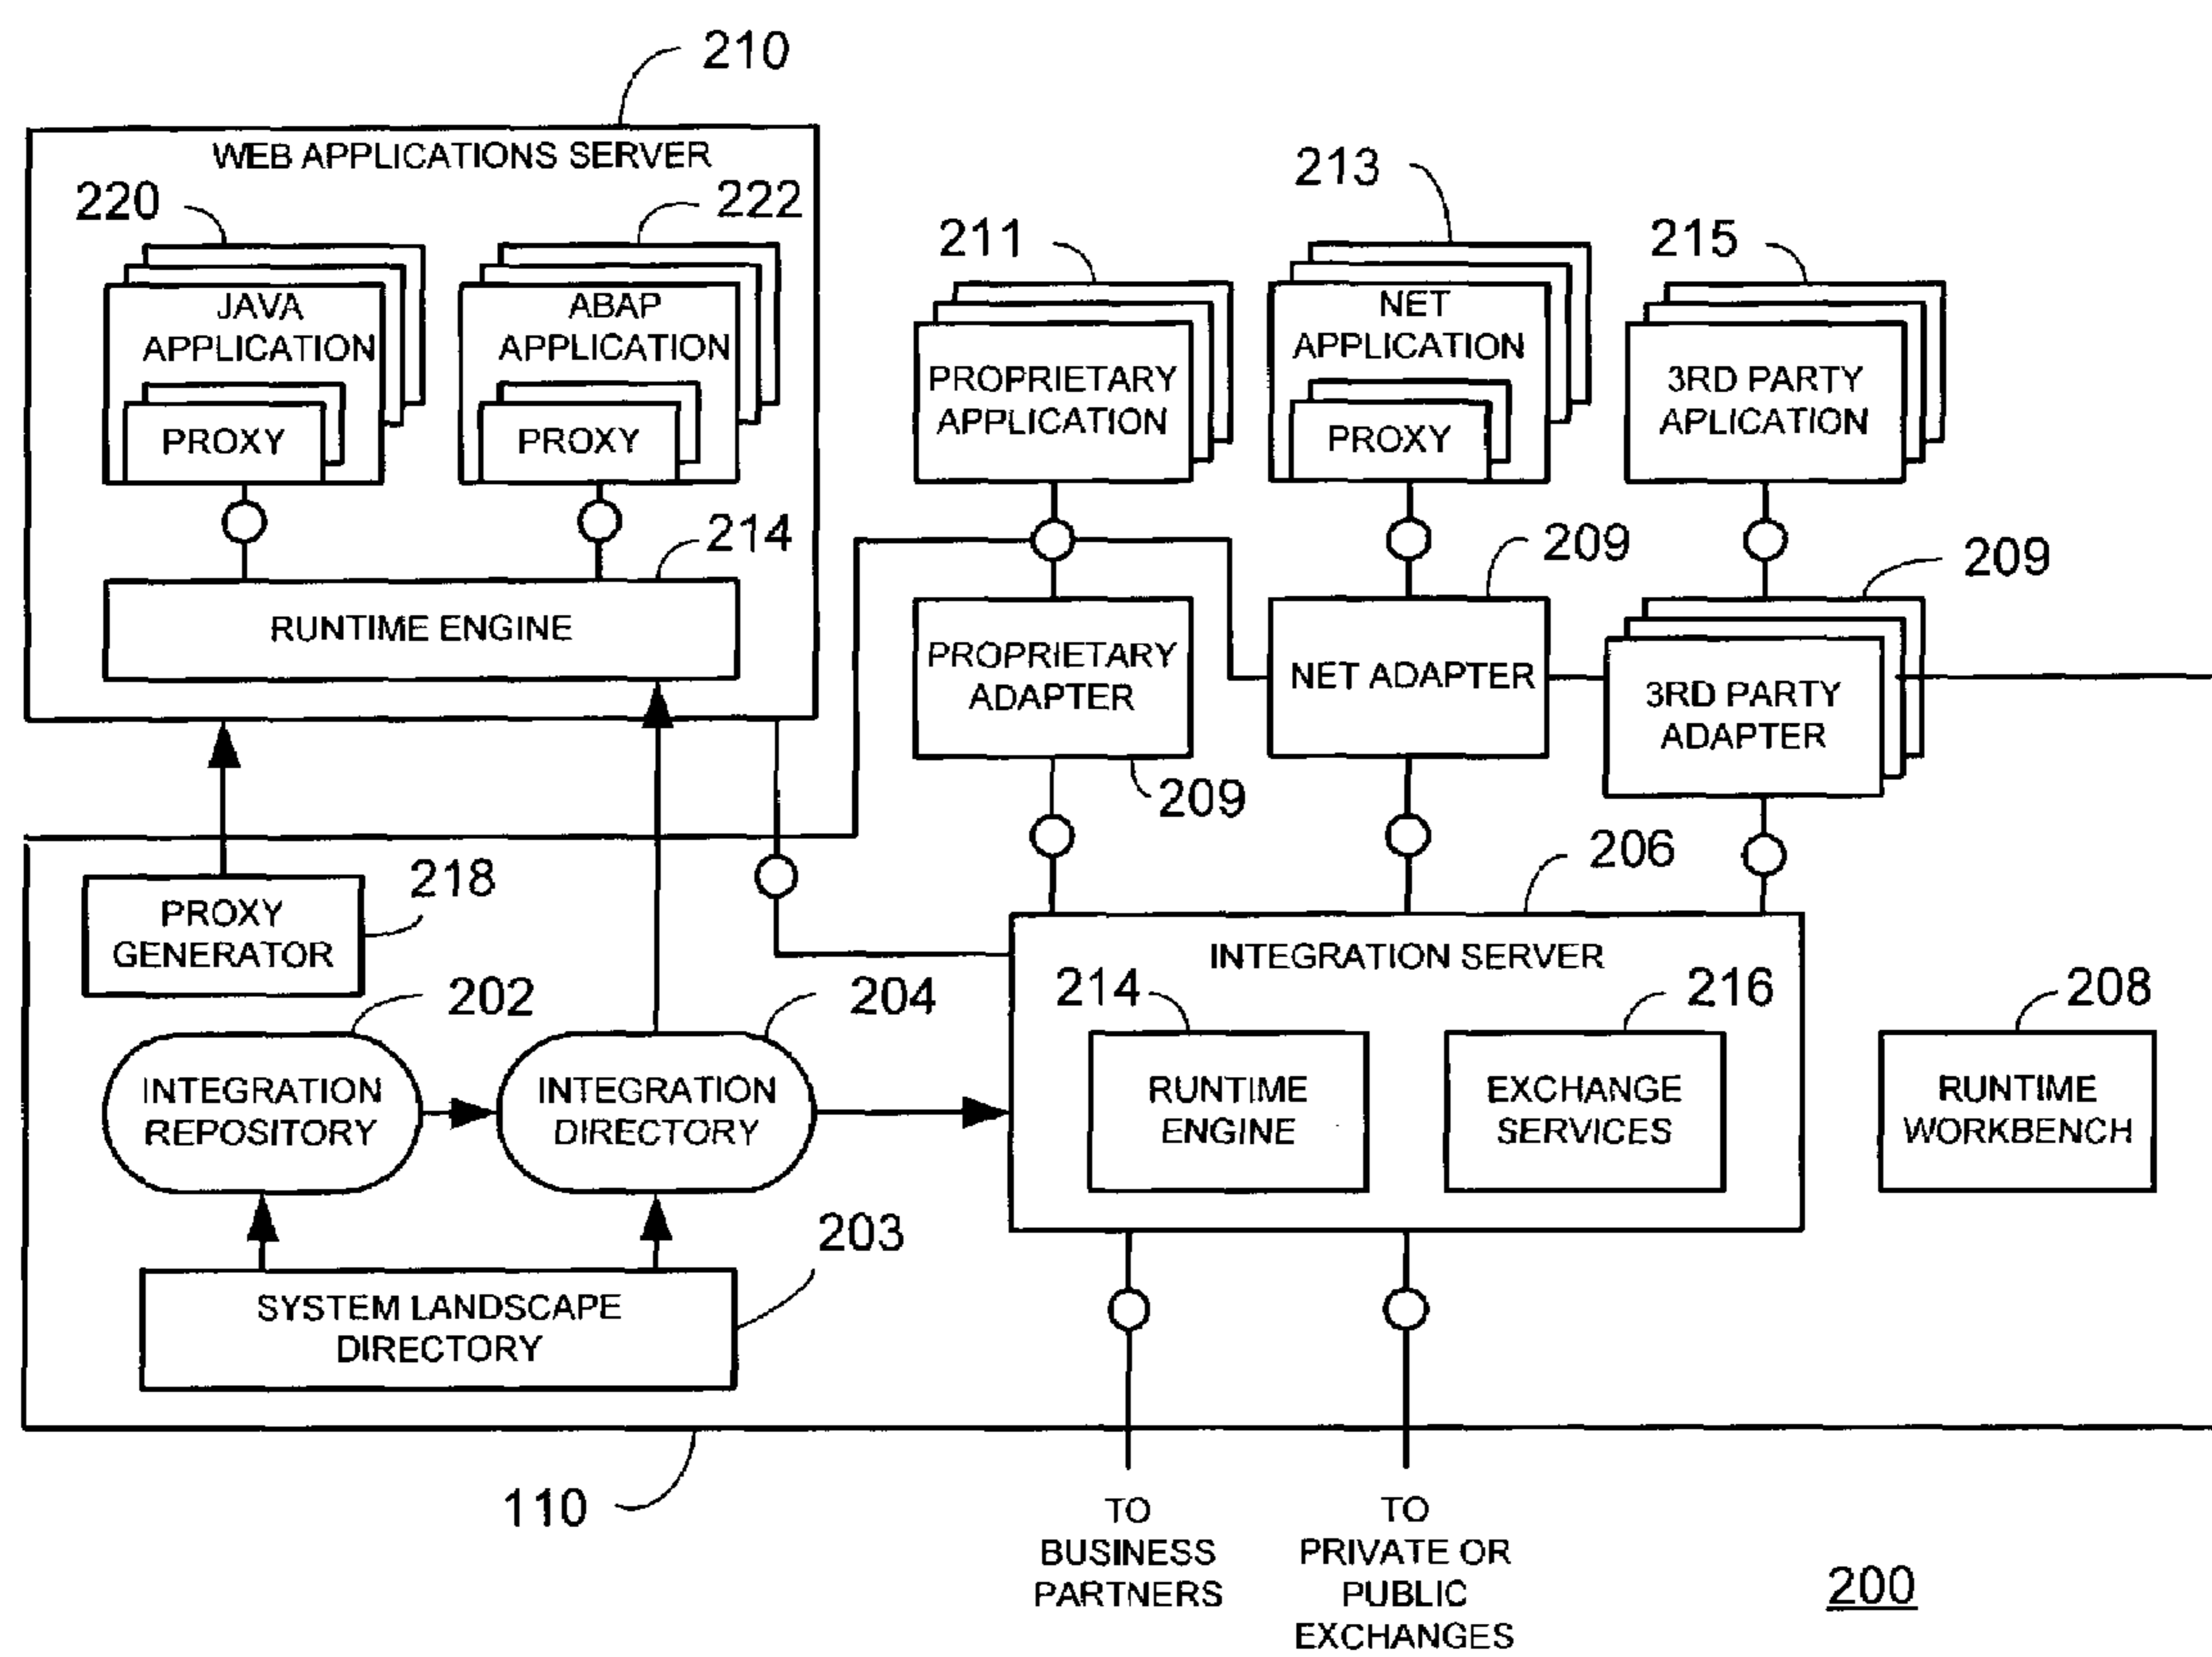 210
WEB APPLICATIONS SERVER
220
222
JAVA
APPLICATION
PROXY
ABAP
APPLICATION
PROXY
214
RUNTIME ENGINE
211
PROPRIETARY
APPLICATION
213
NET
APPLICATION
PROXY
215
3RD PARTY
APLICATION
PROPRIETARY
ADAPTER
209
209
NET ADAPTER
209
3RD PARTY
ADAPTER
218
PROXY
GENERATOR
202
INTEGRATION
REPOSITORY
204
INTEGRATION
DIRECTORY
203
SYSTEM LANDSCAPE
DIRECTORY
206
INTEGRATION SERVER
214
RUNTIME
ENGINE
216
EXCHANGE
SERVICES
208
RUNTIME
WORKBENCH
110
TO
BUSINESS
PARTNERS
TO
PRIVATE OR
PUBLIC
EXCHANGES
200